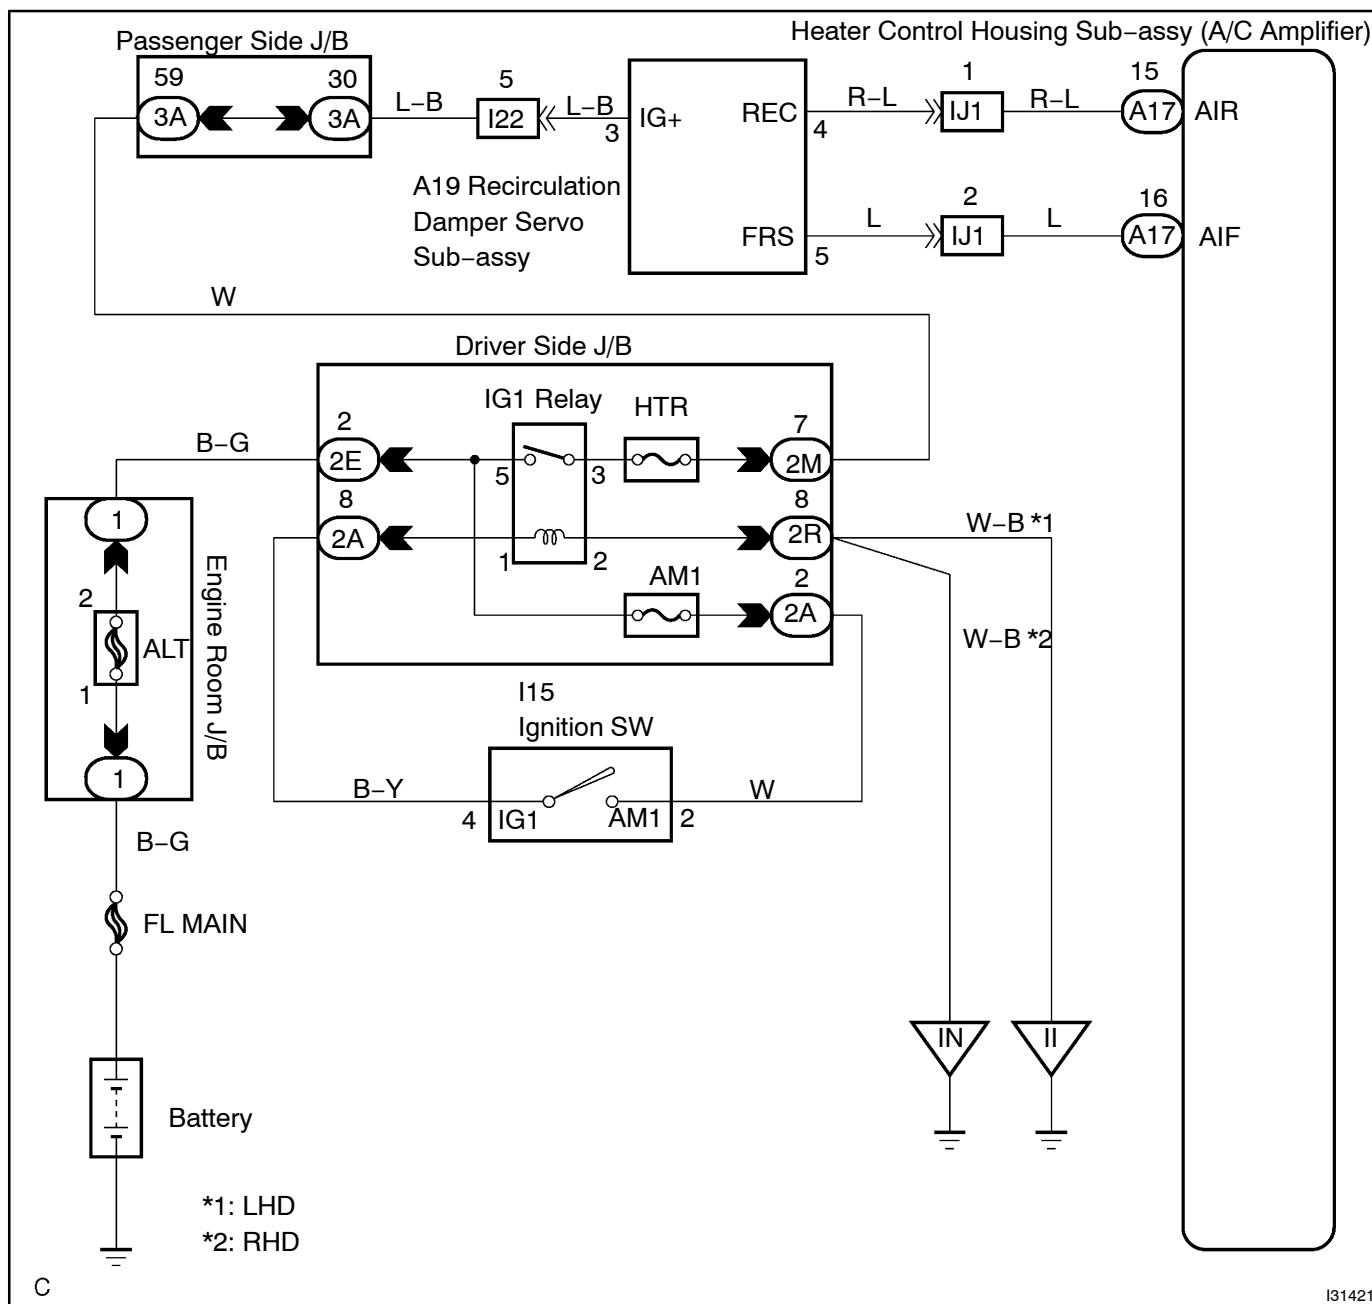 Heater Control Housing Sub-assy (A/C Amplifier)
Passenger Side J/B
59
30
5
1
15
3A
3A
L-B
I22
L-B
3
IG+
REC
4
R-L
IJ1
R-L
A17
AIR
A19 Recirculation
Damper Servo
Sub-assy
FRS
5
L
2
IJ1
L
16
A17
AIF
W
Driver Side J/B
IG1 Relay
HTR
B-G
2
2E
5
3
7
2M
8
2A
1
2
8
2R
W-B *1
AM1
2
2A
W-B *2
1
2
ALT
1
1
Engine Room J/B
I15
Ignition SW
B-Y
4
IG1
AM1
2
W
B-G
FL MAIN
IN
II
Battery
*1: LHD
*2: RHD
C
I31421